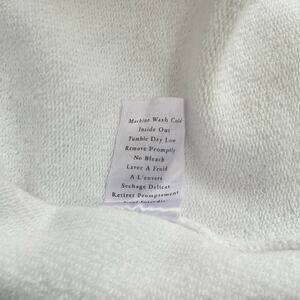 Machine Wash Cold
Inside Out
Tumble Dry Low
Remove Promptly
No Bleach
Laver A Froid
A L'envers
Sechage Delicat
Retirer Promptement